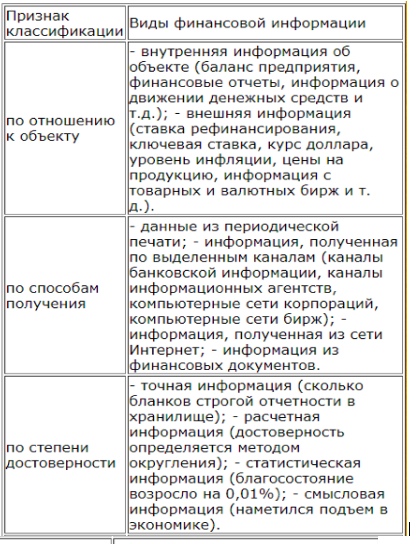 Признак
классификации
Виды финансовой информации
по отношению
к объекту
- внутренняя информация об
объекте (баланс предприятия,
финансовые отчеты, информация о
движении денежных средств и
т.д.); - внешняя информация
(ставка рефинансирования,
ключевая ставка, курс доллара,
уровень инфляции, цены на
продукцию, информация с
товарных и валютных бирж и т.
д.).
по способам
получения
- данные из периодической
печати; - информация, полученная
по выделенным каналам (каналы
банковской информации, каналы
информационных агентств,
компьютерные сети корпораций,
компьютерные сети бирж); -
информация, полученная из сети
Интернет; - информация из
финансовых документов.
по степени
достоверности
- точная информация (сколько
бланков строгой отчетности в
хранилище); - расчетная
информация (достоверность
определяется методом
округления); - статистическая
информация (благосостояние
возросло на 0,01%); - смысловая
информация (наметился подъем в
экономике).